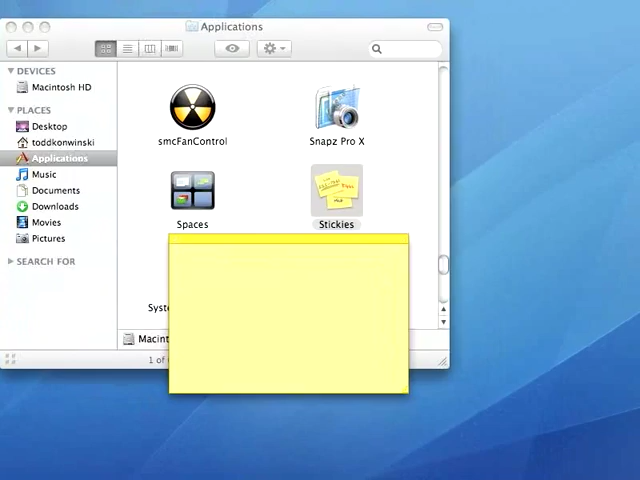 Applications
DEVICES
Macintosh HD
PLACES
Desktop
toddkonwinski
Applications
Music
Documents
Downloads
Movies
Pictures
SEARCH FOR
smcFanControl
Snapz Pro X
Spaces
Stickies
Syst
Macint
1 of